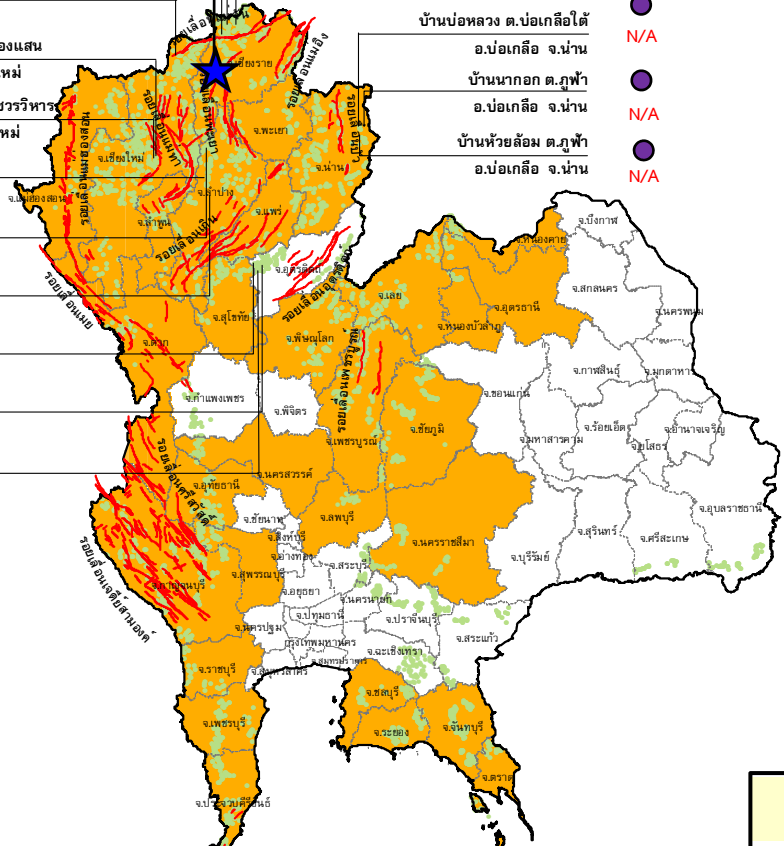 บ้านบ่อหลวง ต.บ่อเกลือใต้
อ.บ่อเกลือ จ.น่าน
N/A
บ้านนากอก ต.ภูฟ้า
อ.บ่อเกลือ จ.น่าน
N/A
บ้านห้วยล้อม ต.ภูฟ้า
อ.บ่อเกลือ จ.น่าน
N/A
องแสน
ใหม่
ชวรวิหาร
ใหม่
จ.เชียงราย
รอยเลื่อนแม่อิง
รอยเลื่อนพะเยา
รอยเลื่อนแม่ทา
รอยเลื่อนปัว
รอยเลื่อนแม่ฮ่องสอน
จ.พะเยา
จ.เชียงใหม่
จ.น่าน
จ.แม่ฮ่องสอน
จ.ลำปาง
จ.ลำพูน
จ.แพร่
รอยเลื่อนเถิน
รอยเลื่อนเมย
จ.อุตรดิตถ์
รอยเลื่อนอุตรดิตถ์
จ.บึงกาฬ
จ.หนองคาย
จ.เลย
จ.สกลนคร
จ.อุดรธานี
จ.นครพนม
จ.หนองบัวลำภู
จ.สุโขทัย
จ.ตาก
จ.พิษณุโลก
รอยเลื่อนเพชรบูรณ์
จ.กำแพงเพชร
จ.พิจิตร
จ.เพชรบูรณ์
จ.ชัยภูมิ
จ.ขอนแก่น
จ.กาฬสินธุ์
จ.มุกดาหาร
จ.มหาสารคาม
จ.ร้อยเอ็ด
จ.ยโสธร
จ.อำนาจเจริญ
รอยเลื่อนศรีสวัสดิ์
จ.อุทัยธานี
จ.นครสวรรค์
จ.ชัยนาท
จ.ลพบุรี
จ.นครราชสีมา
จ.บุรีรัมย์
จ.สุรินทร์
จ.ศรีสะเกษ
จ.อุบลราชธานี
จ.สิงห์บุรี
จ.อ่างทอง
จ.สระบุรี
รอยเลื่อนเจดีย์สามองค์
จ.กาญจนบุรี
จ.สุพรรณบุรี
จ.อยุธยา
จ.นครนายก
จ.ปทุมธานี
จ.ปราจีนบุรี
จ.นครปฐม
กรุงเทพมหานคร
จ.สระแก้ว
จ.ฉะเชิงเทรา
จ.สมุทรปราการ
จ.สมุทรสาคร
จ.ราชบุรี
จ.ชลบุรี
จ.เพชรบุรี
จ.ระยอง
จ.จันทบุรี
จ.ตราด
จ.ประจวบคีรีขันธ์